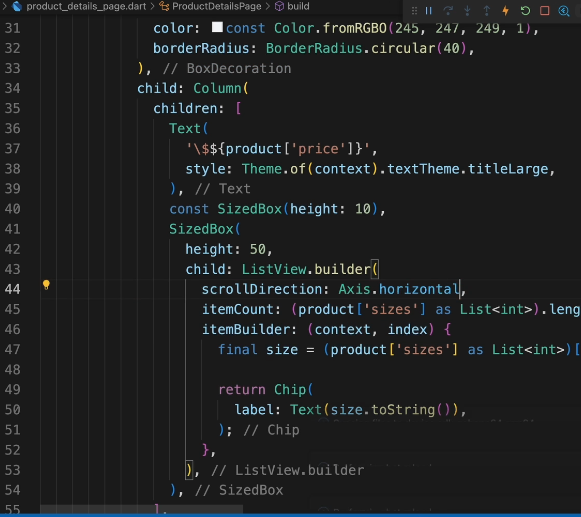 product_details_page.dart > ProductDetailsPage > build
31 color: const Color.fromRGBO(245, 247, 249, 1),
32 borderRadius: BorderRadius.circular(40),
33 ), // BoxDecoration
34 child: Column(
35 children: [
36 Text(
37 '\$${product['price']}',
38 style: Theme.of(context).textTheme.titleLarge,
39 ), // Text
40 const SizedBox(height: 10),
41 SizedBox(
42 height: 50,
43 child: ListView.builder(
44 scrollDirection: Axis.horizontal,
45 itemCount: (product['sizes'] as List<int>).leng
46 itemBuilder: (context, index) {
47 final size = (product['sizes'] as List<int>)[
48
49 return Chip(
50 label: Text(size.toString()),
51 ); // Chip
52 },
53 ), // ListView.builder
54 ), // SizedBox
55 ],